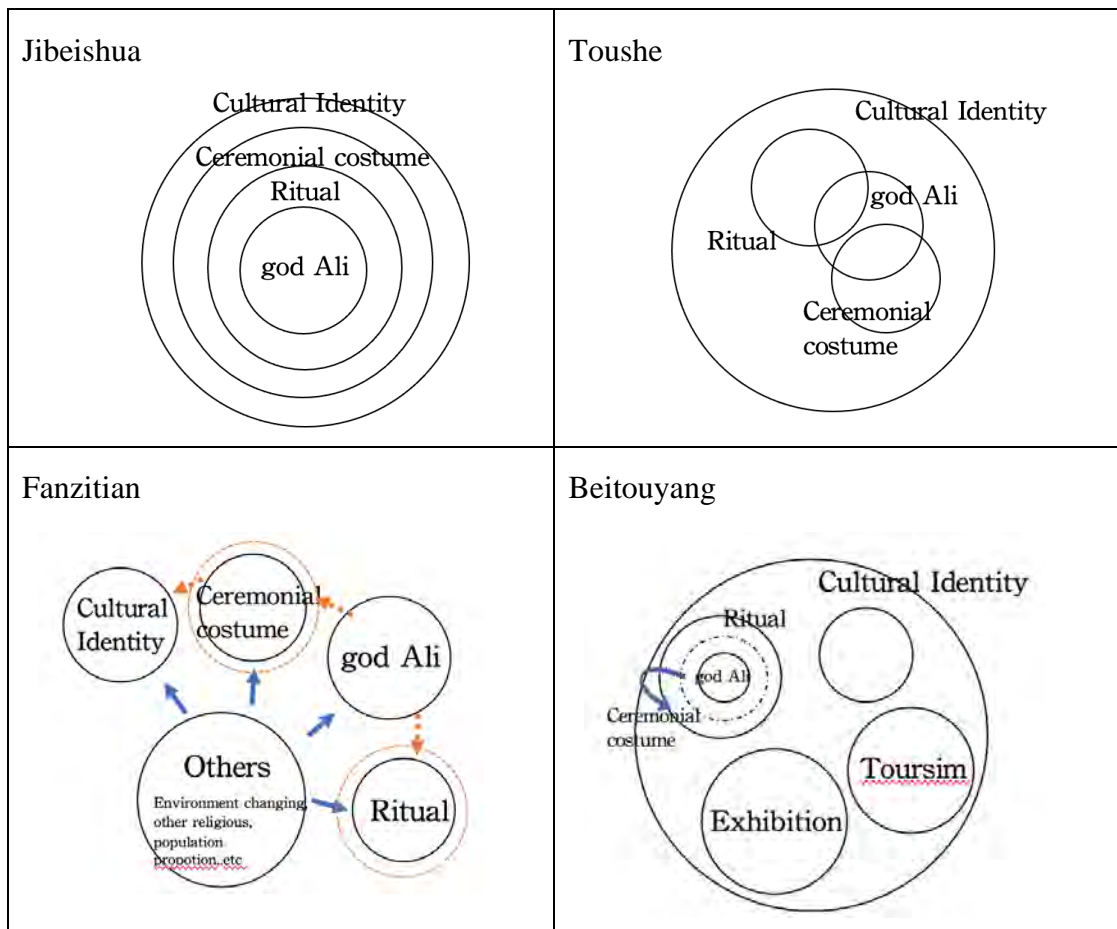 Jibeishua
Cultural Identity
Ceremonial costume
Ritual
god Ali
Toushe
Cultural Identity
god Ali
Ritual
Ceremonial
costume
Fanzitian
Cultural
Identity
Ceremonial
costume
god Ali
Others
Environment changing,
other religious,
population
propotion..etc
Ritual
Beitouyang
Cultural Identity
Ritual
god Ali
Ceremonial
costume
Toursim
Exhibition